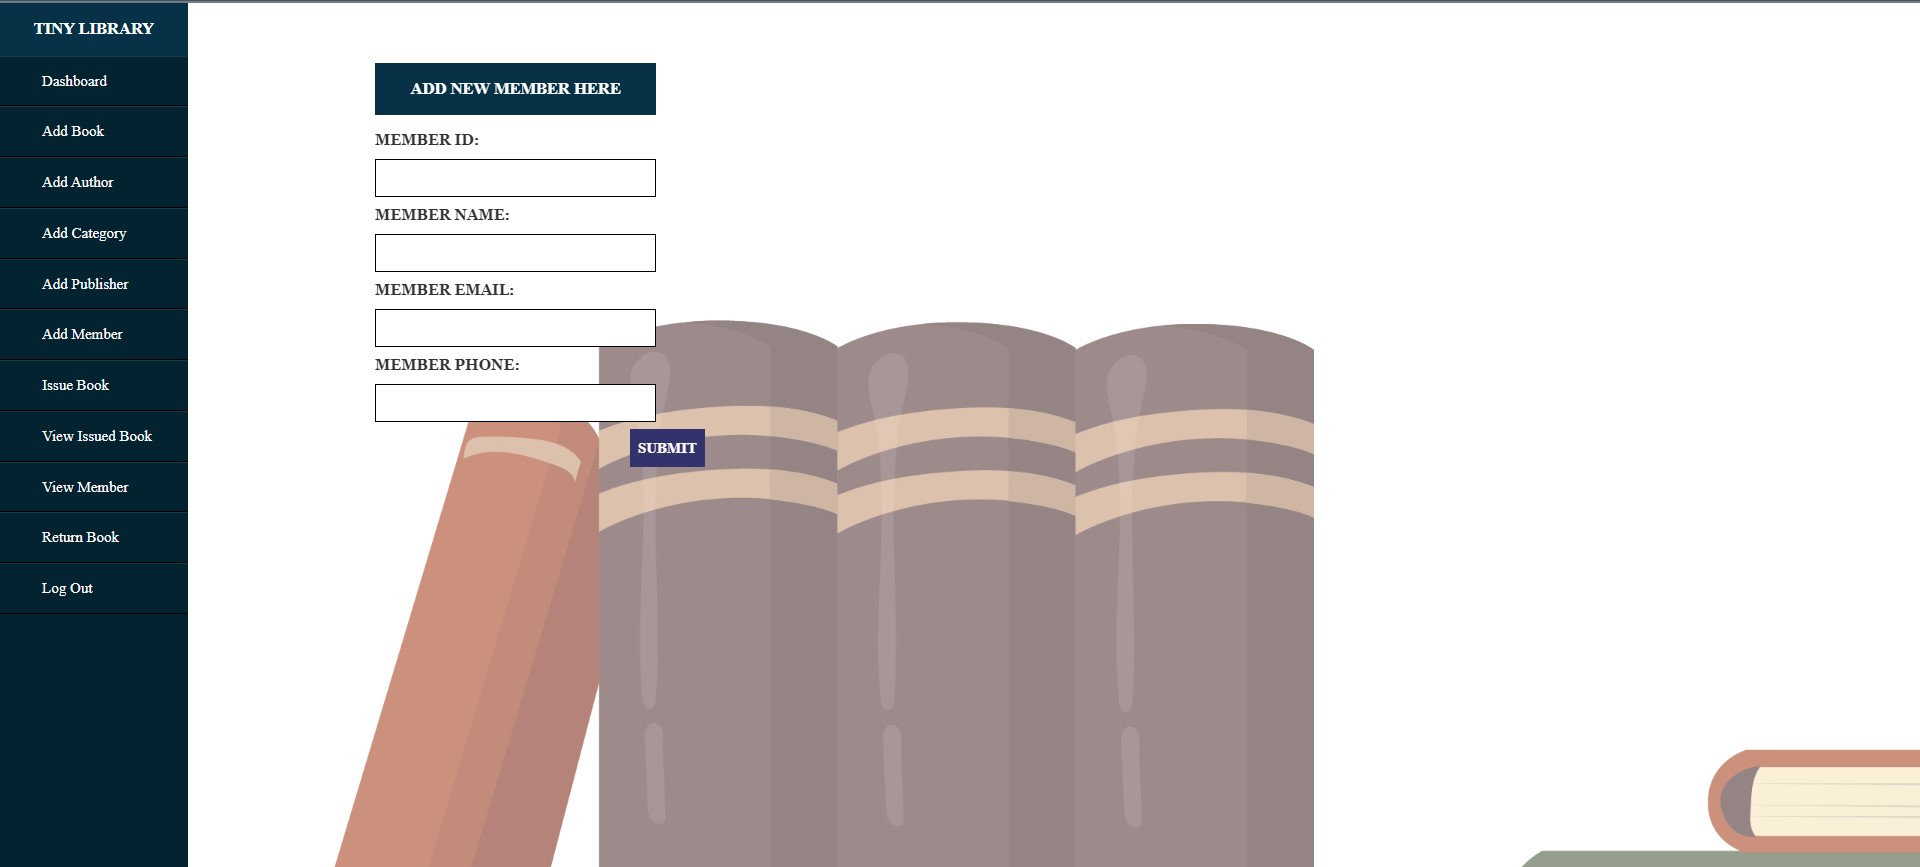 TINY LIBRARY
Dashboard
Add Book
Add Author
Add Category
Add Publisher
Add Member
Issue Book
View Issued Book
View Member
Return Book
Log Out
ADD NEW MEMBER HERE
MEMBER ID:
MEMBER NAME:
MEMBER EMAIL:
MEMBER PHONE:
SUBMIT